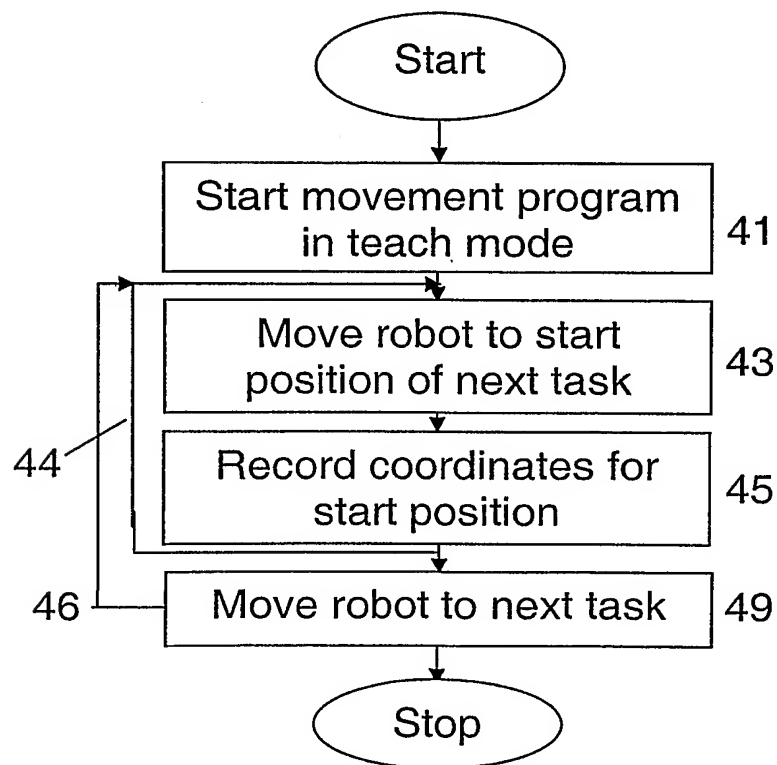 Start
Start movement program
in teach mode
41
Move robot to start
position of next task
43
44
Record coordinates for
start position
45
46
Move robot to next task
49
Stop